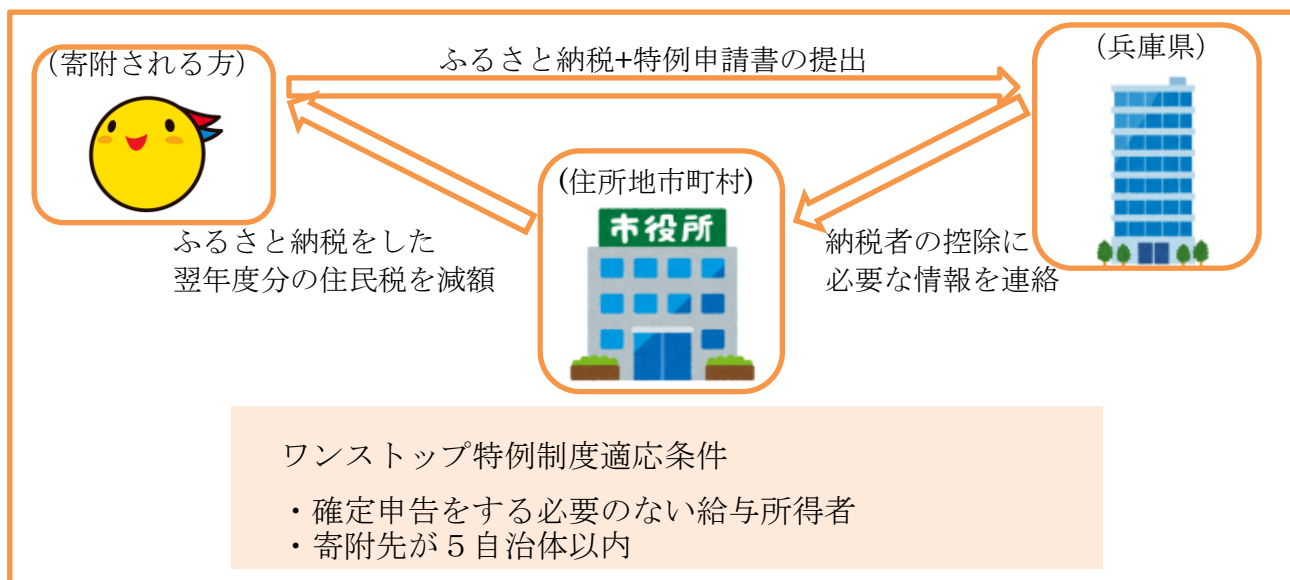 （寄附される方）
ふるさと納税+特例申請書の提出
（兵庫県）
(住所地市町村)
市役所
ふるさと納税をした
翌年度分の住民税を減額
納税者の控除に
必要な情報を連絡
ワンストップ特例制度適応条件
・確定申告をする必要のない給与所得者
・寄附先が５自治体以内